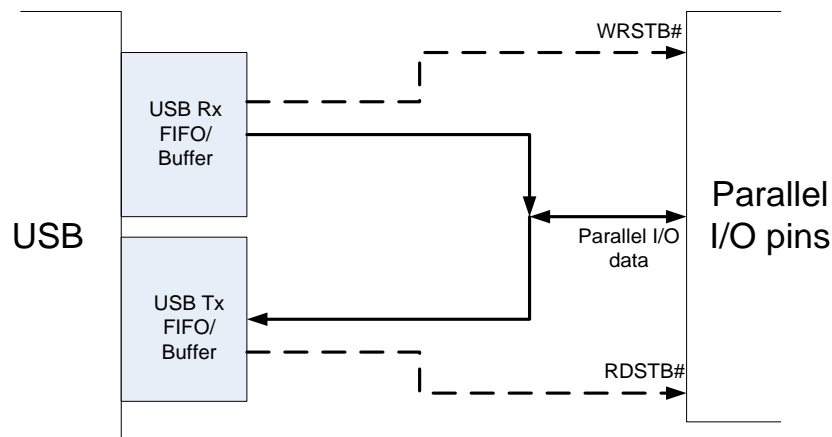 WRSTB#
USB Rx
FIFO/
Buffer
USB
Parallel
I/O pins
Parallel I/O
data
USB Tx
FIFO/
Buffer
RDSTB#